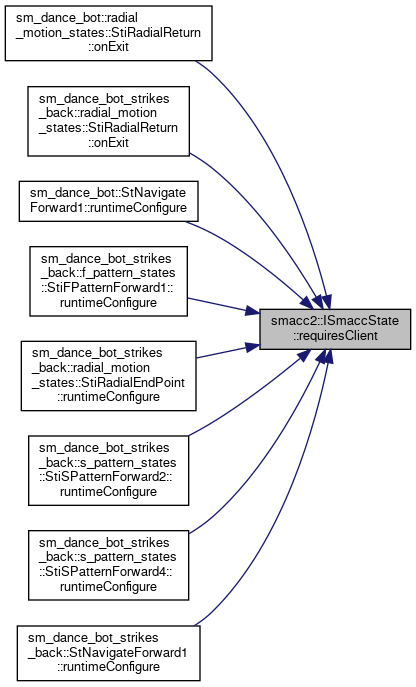 sm_dance_bot::radial
_motion_states::StiRadialReturn
::onExit
sm_dance_bot_strikes
_back::radial_motion
_states::StiRadialReturn
::onExit
sm_dance_bot::StNavigate
Forward1::runtimeConfigure
sm_dance_bot_strikes
_back::f_pattern_states
::StiFPatternForward1::
runtimeConfigure
smacc2::ISmaccState
::requiresClient
sm_dance_bot_strikes
_back::radial_motion
_states::StiRadialEndPoint
::runtimeConfigure
sm_dance_bot_strikes
_back::s_pattern_states
::StiSPatternForward2::
runtimeConfigure
sm_dance_bot_strikes
_back::s_pattern_states
::StiSPatternForward4::
runtimeConfigure
sm_dance_bot_strikes
_back::StNavigateForward1
::runtimeConfigure